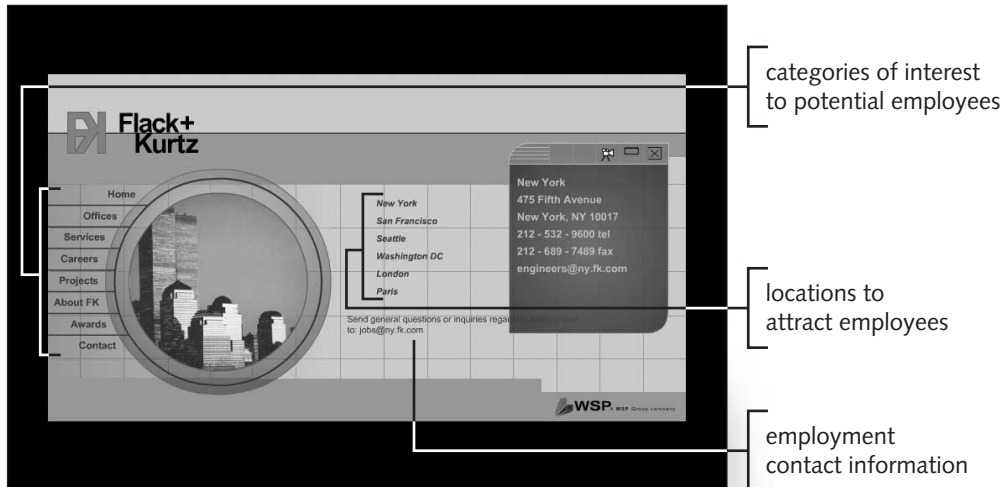 Flack+
Kurtz
Home
Offices
Services
Careers
Projects
About FK
Awards
Contact
New York
San Francisco
Seattle
Washington DC
London
Paris
Send general questions or inquiries
to: jobs@ny.fk.com
New York
475 Fifth Avenue
New York, NY 10017
212 - 532 - 9600 tel
212 - 689 - 7489 fax
engineers@ny.fk.com
WSP A WSP Group company
categories of interest
to potential employees
locations to
attract employees
employment
contact information